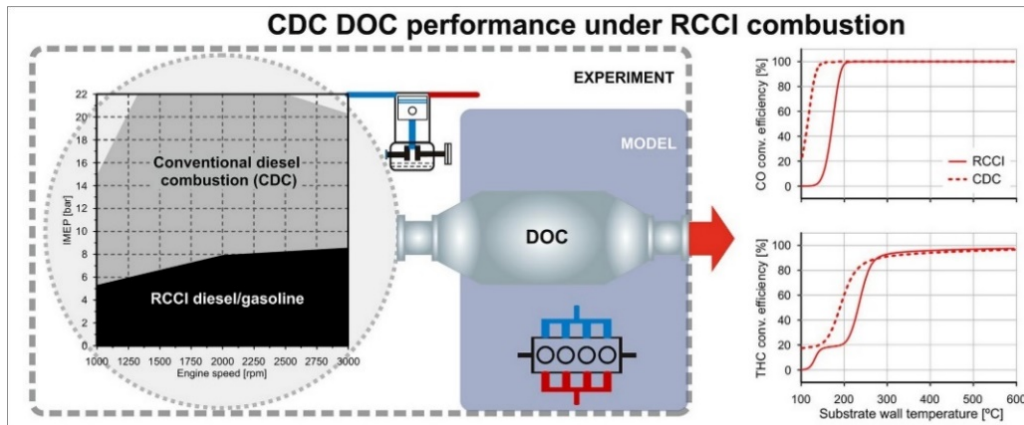 CDC DOC performance under RCCI combustion
EXPERIMENT
MODEL
DOC
IMEP [bar]
22
20
18
16
14
12
10
8
6
4
2
0
Conventional diesel
combustion (CDC)
RCCI diesel/gasoline
1000 1250 1500 1750 2000 2250 2500 2750 3000
Engine speed [rpm]
CO conv. efficiency [%]
100
80
60
40
20
0
RCCI
CDC
THC conv. efficiency [%]
100
80
60
40
20
0
100 200 300 400 500 600
Substrate wall temperature [ºC]